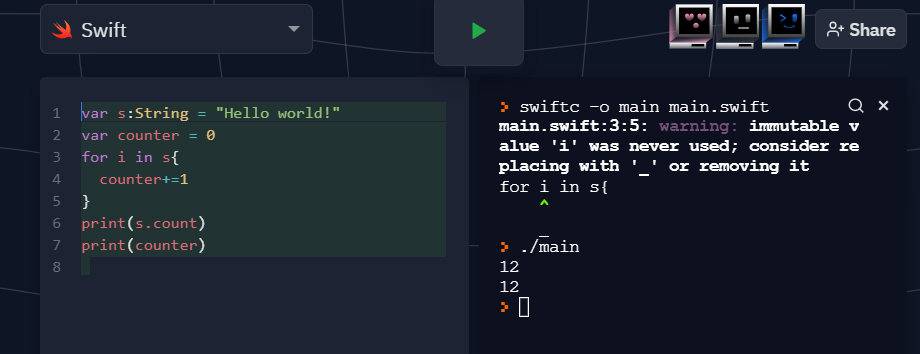 Swift
Share
1 var s:String = "Hello world!"
2 var counter = 0
3 for i in s{
4   counter+=1
5 }
6 print(s.count)
7 print(counter)
8
> swiftc -o main main.swift
main.swift:3:5: warning: immutable v
alue 'i' was never used; consider re
placing with '_' or removing it
for i in s{
    ^
    _
> ./main
12
12
>